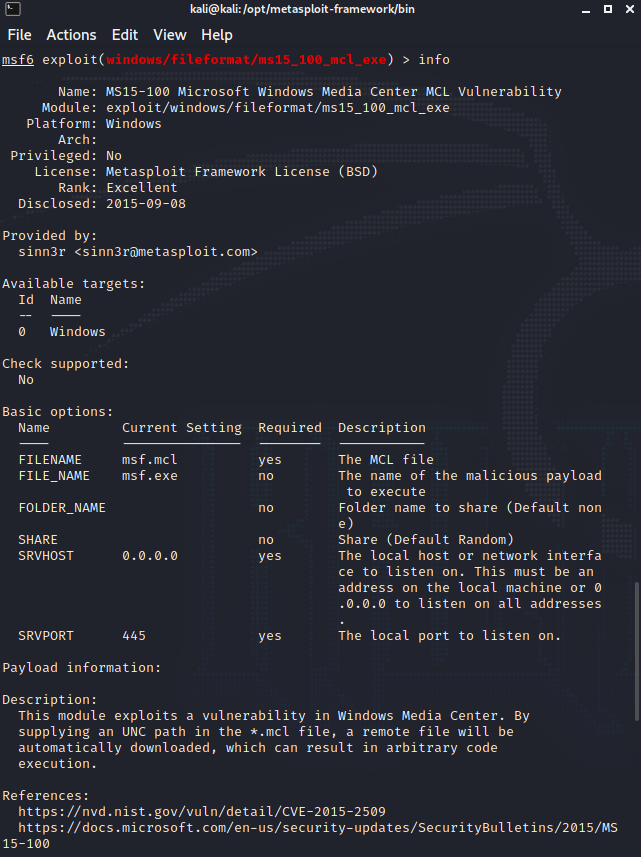 kali@kali:/opt/metasploit-framework/bin
File Actions Edit View Help
msf6 exploit(windows/fileformat/ms15_100_mcl_exe) > info
Name: MS15-100 Microsoft Windows Media Center MCL Vulnerability
Module: exploit/windows/fileformat/ms15_100_mcl_exe
Platform: Windows
Arch:
Privileged: No
License: Metasploit Framework License (BSD)
Rank: Excellent
Disclosed: 2015-09-08
Provided by:
sinn3r <sinn3r@metasploit.com>
Available targets:
Id Name
-- ----
0 Windows
Check supported:
No
Basic options:
Name Current Setting Required Description
---- --------------- -------- -----------
FILENAME msf.mcl yes The MCL file
FILE_NAME msf.exe no The name of the malicious payload
to execute
FOLDER_NAME no Folder name to share (Default non
e)
SHARE no Share (Default Random)
SRVHOST 0.0.0.0 yes The local host or network interfa
ce to listen on. This must be an
address on the local machine or 0
.0.0.0 to listen on all addresses
.
SRVPORT 445 yes The local port to listen on.
Payload information:
Description:
This module exploits a vulnerability in Windows Media Center. By
supplying an UNC path in the *.mcl file, a remote file will be
automatically downloaded, which can result in arbitrary code
execution.
References:
https://nvd.nist.gov/vuln/detail/CVE-2015-2509
https://docs.microsoft.com/en-us/security-updates/SecurityBulletins/2015/MS
15-100